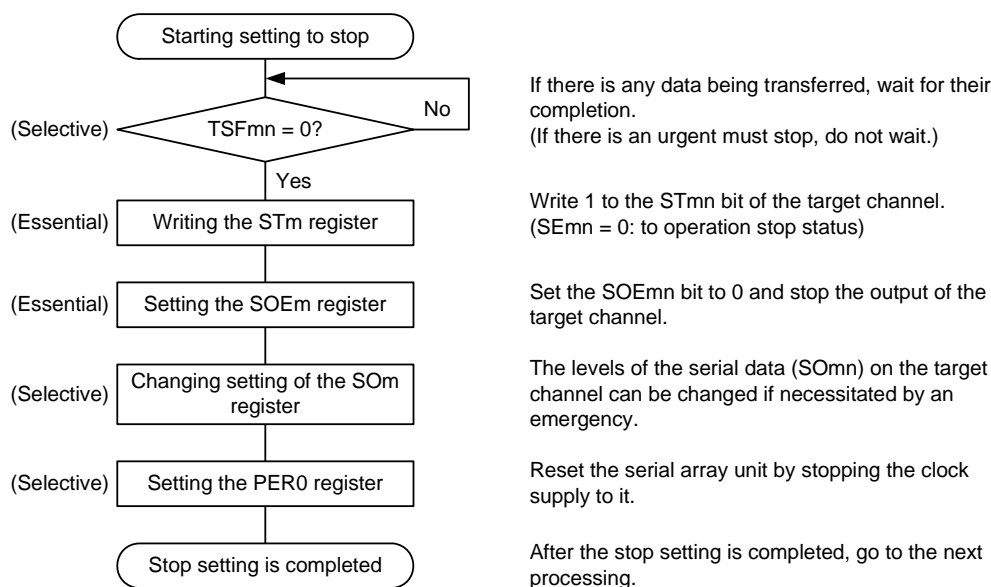 Starting setting to stop
No
(Selective)
TSFmn = 0?
If there is any data being transferred, wait for their
completion.
(If there is an urgent must stop, do not wait.)
Yes
(Essential)
Writing the STm register
Write 1 to the STmn bit of the target channel.
(SEmn = 0: to operation stop status)
(Essential)
Setting the SOEm register
Set the SOEmn bit to 0 and stop the output of the
target channel.
(Selective)
Changing setting of the SOm
register
The levels of the serial data (SOmn) on the target
channel can be changed if necessitated by an
emergency.
(Selective)
Setting the PER0 register
Reset the serial array unit by stopping the clock
supply to it.
Stop setting is completed
After the stop setting is completed, go to the next
processing.